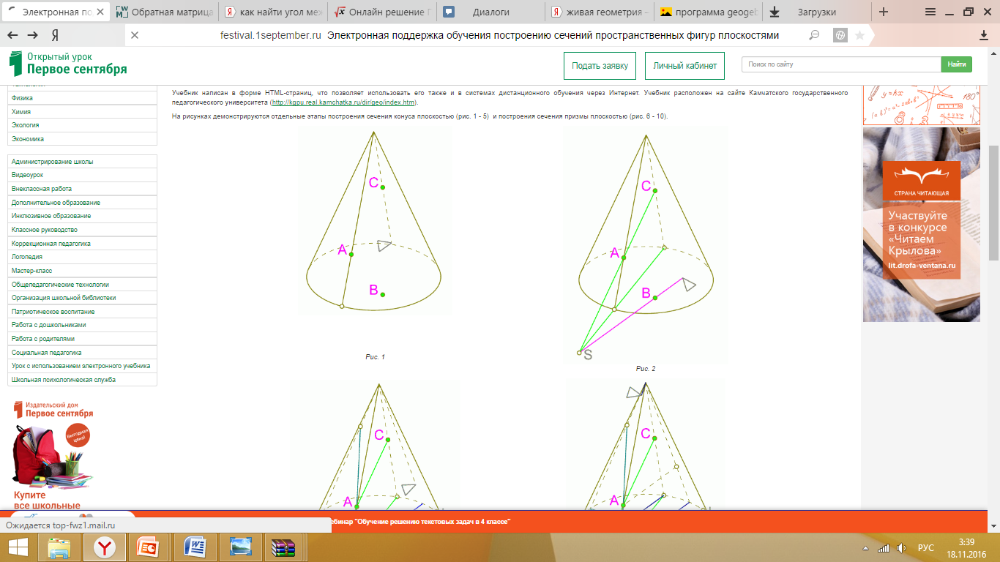 Электронная по
Обратная матрица
как найти угол ме
Онлайн решение Г
Диалоги
живая геометрия -
программа geogeb
Загрузки
festival.1september.ru Электронная поддержка обучения построению сечений пространственных фигур плоскостями
Открытый урок
Первое сентября
Подать заявку
Личный кабинет
Поиск по сайту
Найти
Физика
Химия
Экология
Экономика
Администрирование школы
Видеоурок
Внеклассная работа
Дополнительное образование
Инклюзивное образование
Классное руководство
Коррекционная педагогика
Логопедия
Мастер-класс
Общепедагогические технологии
Организация школьной библиотеки
Патриотическое воспитание
Работа с дошкольниками
Работа с родителями
Социальная педагогика
Урок с использованием электронного учебника
Школьная психологическая служба
Издательский дом
Первое сентября
Выгодная
цена!
Купите
все школьные
Учебник написан в форме HTML-страниц, что позволяет использовать его также и в системах дистанционного обучения через Интернет. Учебник расположен на сайте Камчатского государственного
педагогического университета (http://kgpu.real.kamchatka.ru/dir/geo/index.htm).
На рисунках демонстрируются отдельные этапы построения сечения конуса плоскостью (рис. 1 - 5) и построения сечения призмы плоскостью (рис. 6 - 10).
C
A
B
Рис. 1
C
A
B
S
Рис. 2
C
A
C
A
y=hx
180°
СТРАНА ЧИТАЮЩАЯ
Участвуйте
в конкурсе
«Читаем
Крылова»
lit.drofa-ventana.ru
ебинар "Обучение решению текстовых задач в 4 классе"
Ожидается top-fwz1.mail.ru
РУС
3:39
18.11.2016